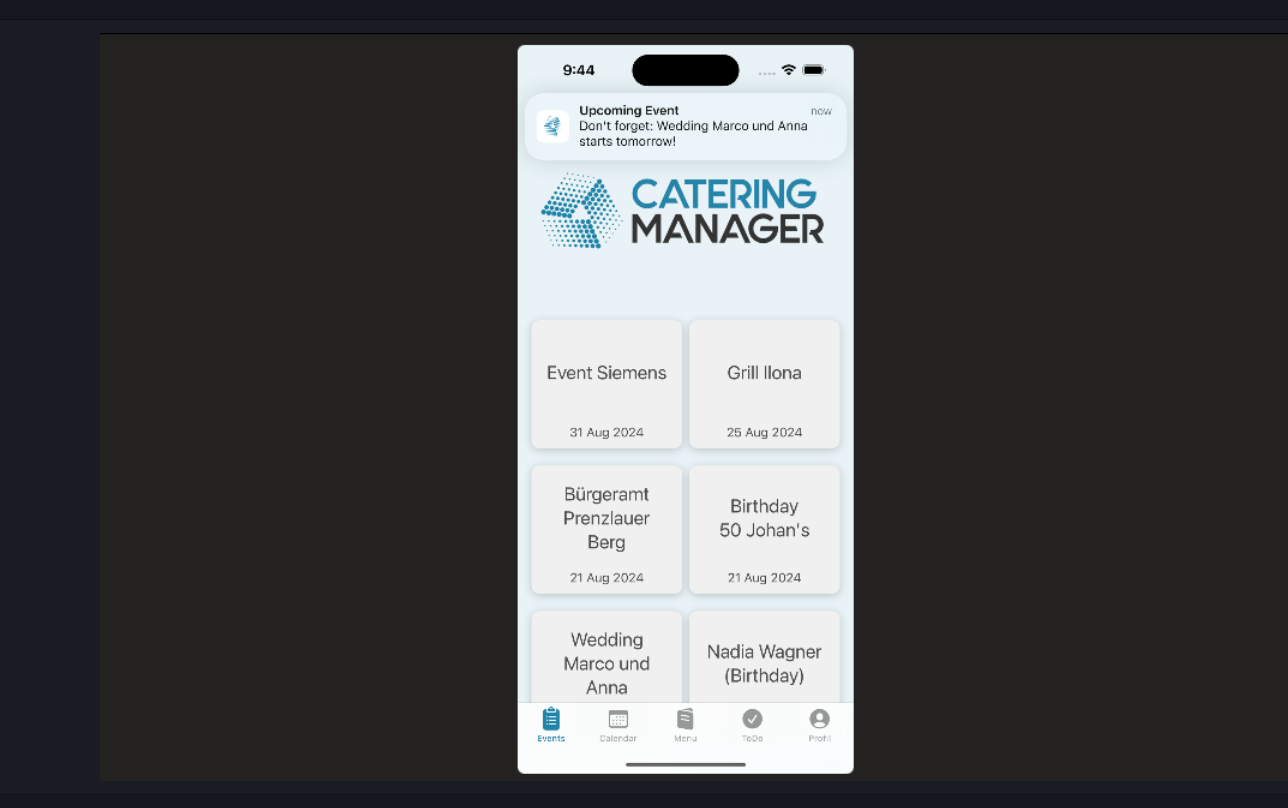 9:44
Upcoming Event
now
Don't forget: Wedding Marco und Anna
starts tomorrow!
CATERING
MANAGER
Event Siemens
31 Aug 2024
Grill Ilona
25 Aug 2024
Bürgeramt
Prenzlauer
Berg
21 Aug 2024
Birthday
50 Johan's
21 Aug 2024
Wedding
Marco und
Anna
Nadia Wagner
(Birthday)
Events
Calendar
Menu
ToDo
Profil